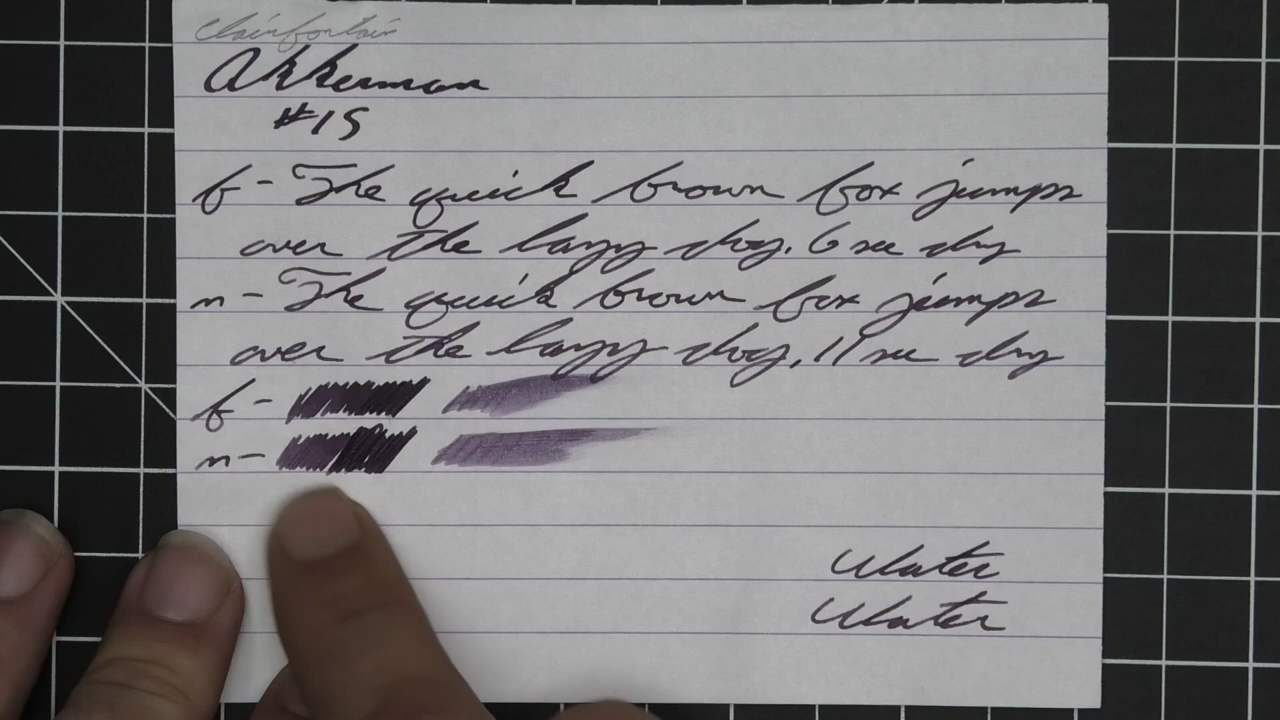 Clairfontain
Akkerman
#15
f - The quick brown fox jumps
over the lazy dog. 6 sec dry
m - The quick brown fox jumps
over the lazy dog. 11 sec dry
f -
m -
Water
Water